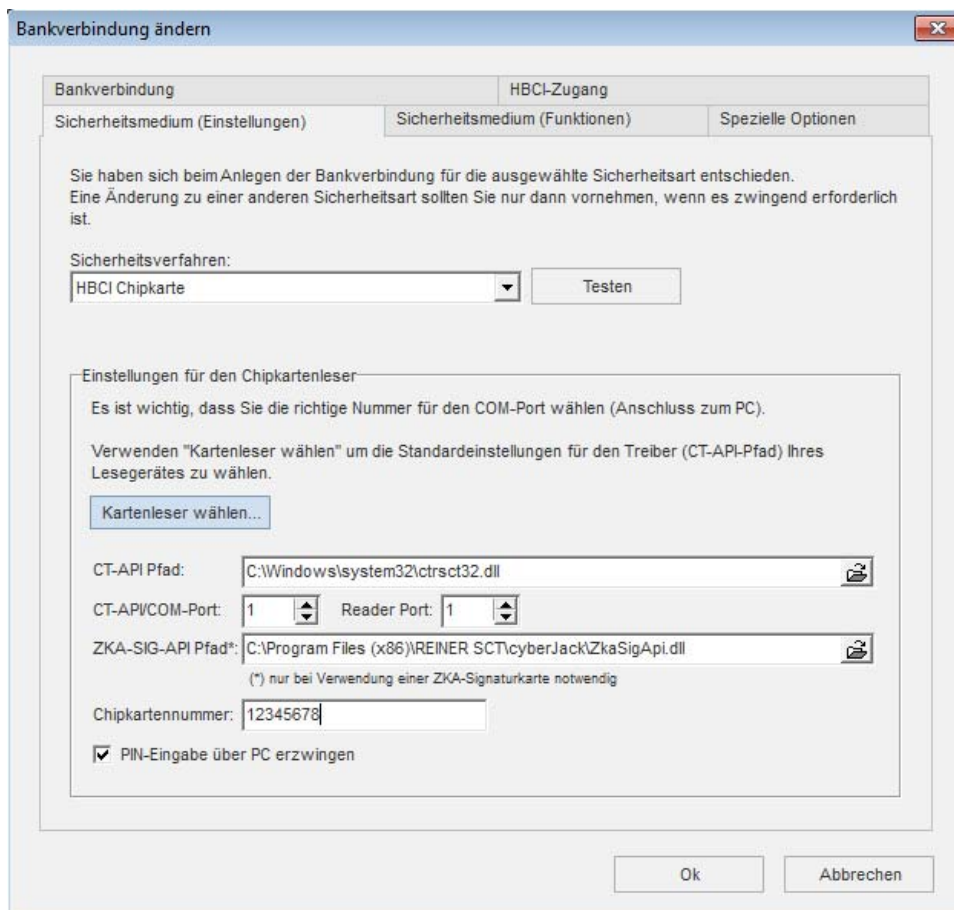 Bankverbindung ändern
Bankverbindung
HBCI-Zugang
Sicherheitsmedium (Einstellungen)
Sicherheitsmedium (Funktionen)
Spezielle Optionen
Sie haben sich beim Anlegen der Bankverbindung für die ausgewählte Sicherheitsart entschieden.
Eine Änderung zu einer anderen Sicherheitsart sollten Sie nur dann vornehmen, wenn es zwingend erforderlich
ist.
Sicherheitsverfahren:
HBCI Chipkarte
Testen
Einstellungen für den Chipkartenleser
Es ist wichtig, dass Sie die richtige Nummer für den COM-Port wählen (Anschluss zum PC).
Verwenden "Kartenleser wählen" um die Standardeinstellungen für den Treiber (CT-API-Pfad) Ihres
Lesegerätes zu wählen.
Kartenleser wählen...
CT-API Pfad: C:\Windows\system32\ctrsct32.dll
CT-API/COM-Port: 1 Reader Port: 1
ZKA-SIG-API Pfad*: C:\Program Files (x86)\REINER SCT\cyberJack\ZkaSigApi.dll
(*) nur bei Verwendung einer ZKA-Signaturkarte notwendig
Chipkartennummer: 12345678
PIN-Eingabe über PC erzwingen
Ok
Abbrechen